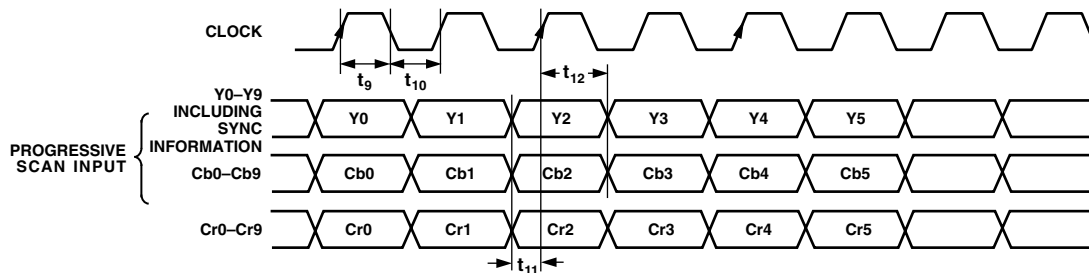 CLOCK
t9
t10
t12
Y0–Y9
INCLUDING
SYNC
INFORMATION
Y0 Y1 Y2 Y3 Y4 Y5
PROGRESSIVE
SCAN INPUT
Cb0–Cb9 Cb0 Cb1 Cb2 Cb3 Cb4 Cb5
Cr0–Cr9 Cr0 Cr1 Cr2 Cr3 Cr4 Cr5
t11